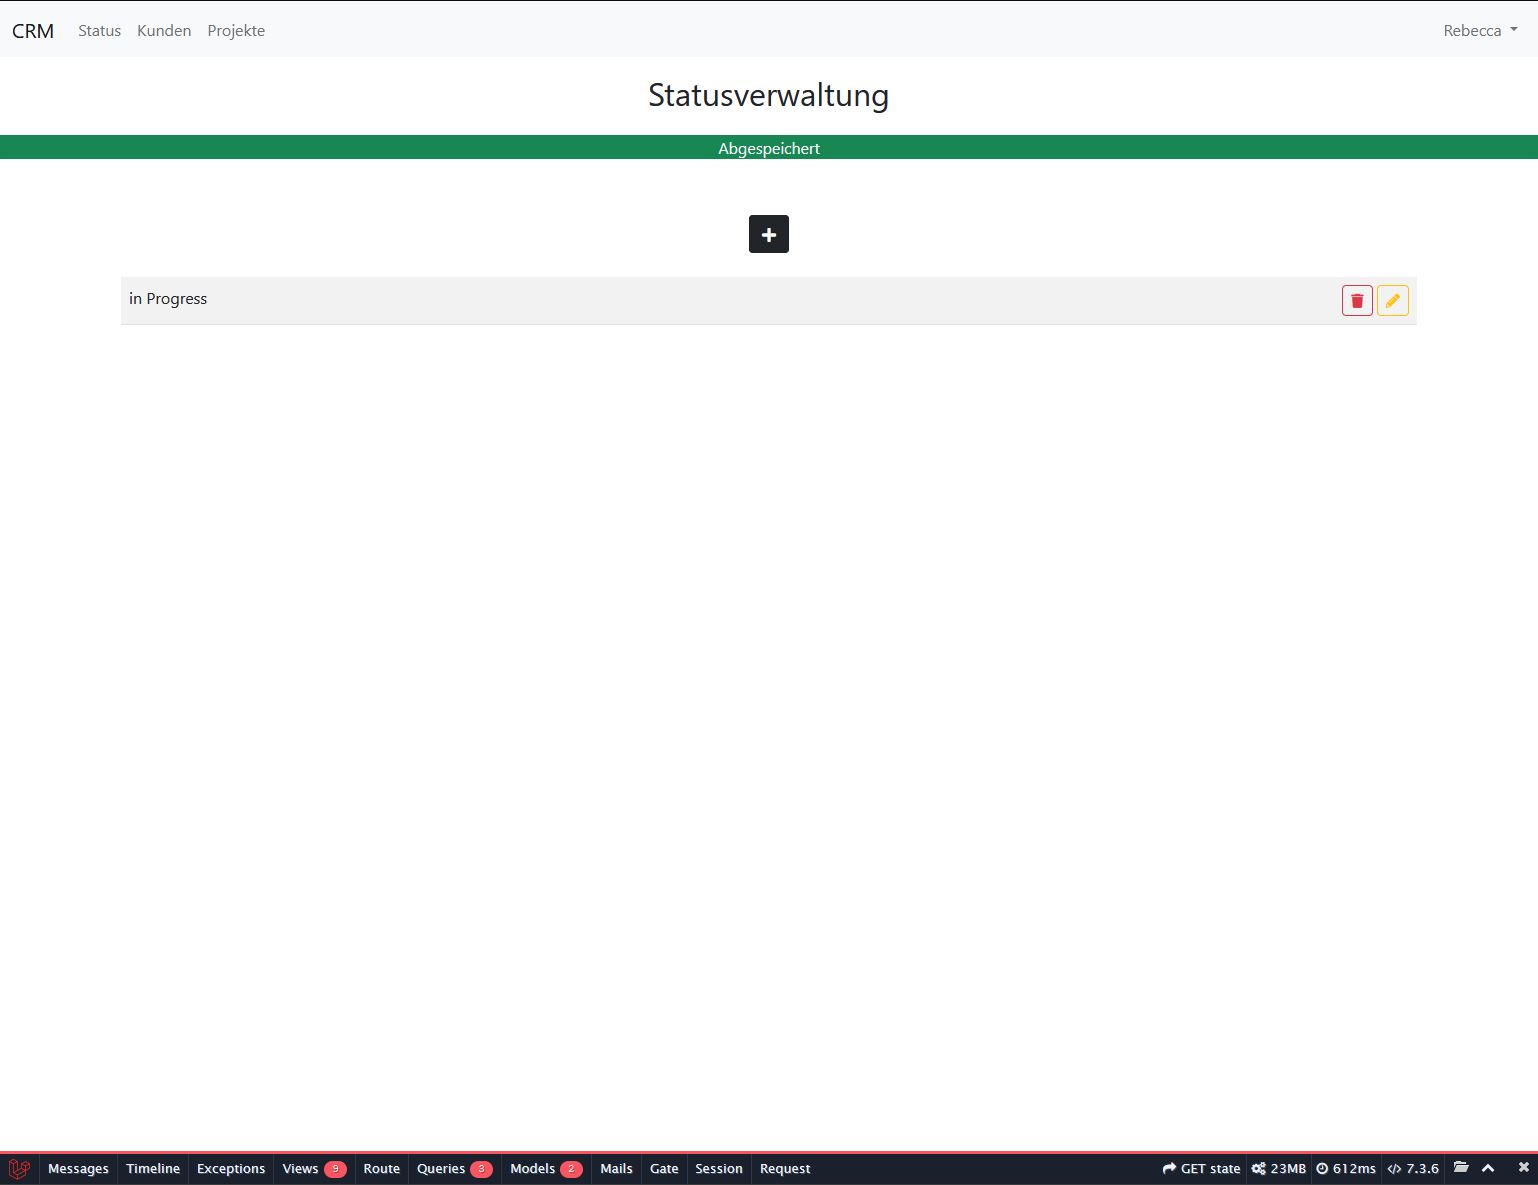 CRM Status Kunden Projekte Rebecca
Statusverwaltung
Abgespeichert
in Progress
Messages Timeline Exceptions Views 9 Route Queries 3 Models 2 Mails Gate Session Request GET state 23MB 612ms 7.3.6